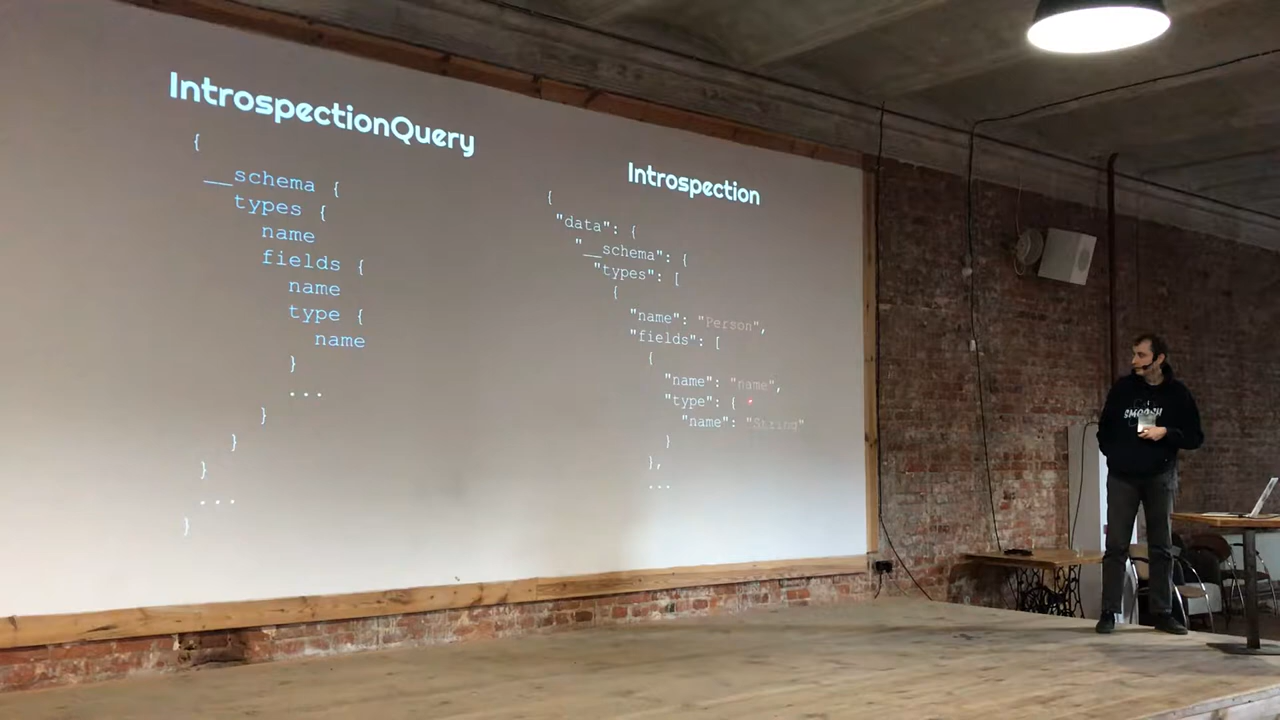 IntrospectionQuery
{
__schema {
types {
name
fields {
name
type {
name
}
...
}
}
}
...
}
Introspection
{
"data": {
"__schema": {
"types": [
{
"name": "Person",
"fields": [
{
"name": "name",
"type": {
"name": "String"
}
},
...